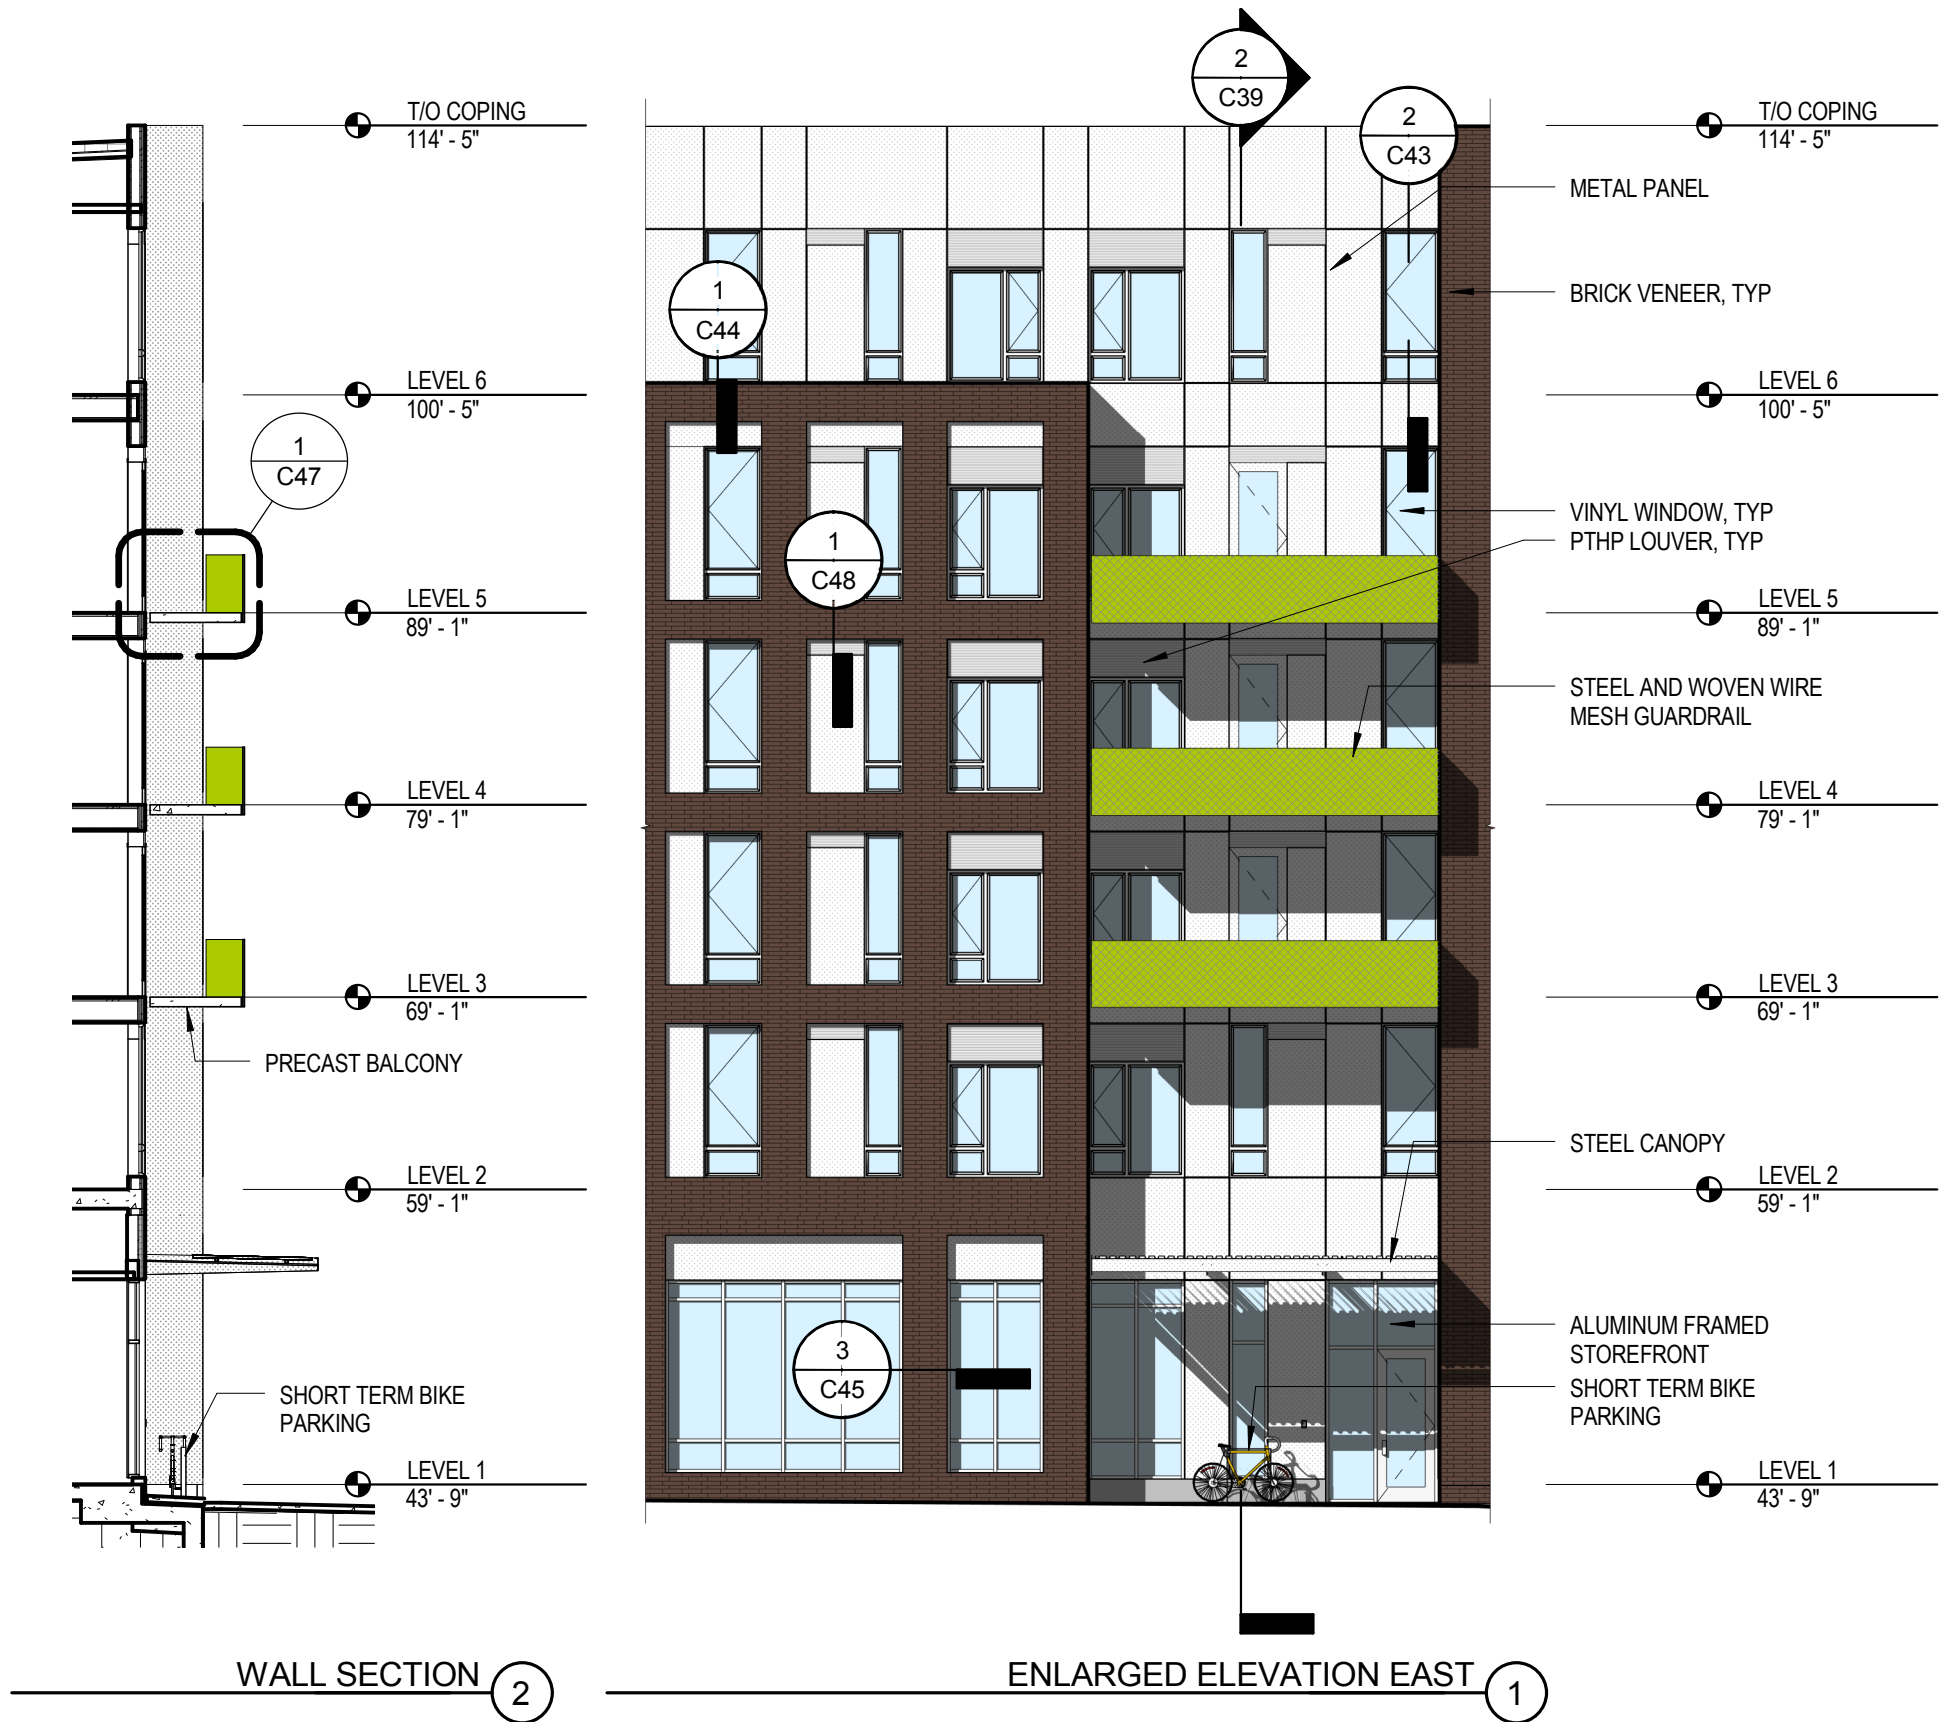 2
C39
2
C43
T/O COPING
114' - 5"
T/O COPING
114' - 5"
METAL PANEL
BRICK VENEER, TYP
1
C44
LEVEL 6
100' - 5"
LEVEL 6
100' - 5"
1
C47
VINYL WINDOW, TYP
PTHP LOUVER, TYP
1
C48
LEVEL 5
89' - 1"
LEVEL 5
89' - 1"
STEEL AND WOVEN WIRE
MESH GUARDRAIL
LEVEL 4
79' - 1"
LEVEL 4
79' - 1"
LEVEL 3
69' - 1"
LEVEL 3
69' - 1"
PRECAST BALCONY
STEEL CANOPY
LEVEL 2
59' - 1"
LEVEL 2
59' - 1"
3
C45
ALUMINUM FRAMED
STOREFRONT
SHORT TERM BIKE
PARKING
SHORT TERM BIKE
PARKING
LEVEL 1
43' - 9"
LEVEL 1
43' - 9"
WALL SECTION 2
ENLARGED ELEVATION EAST 1